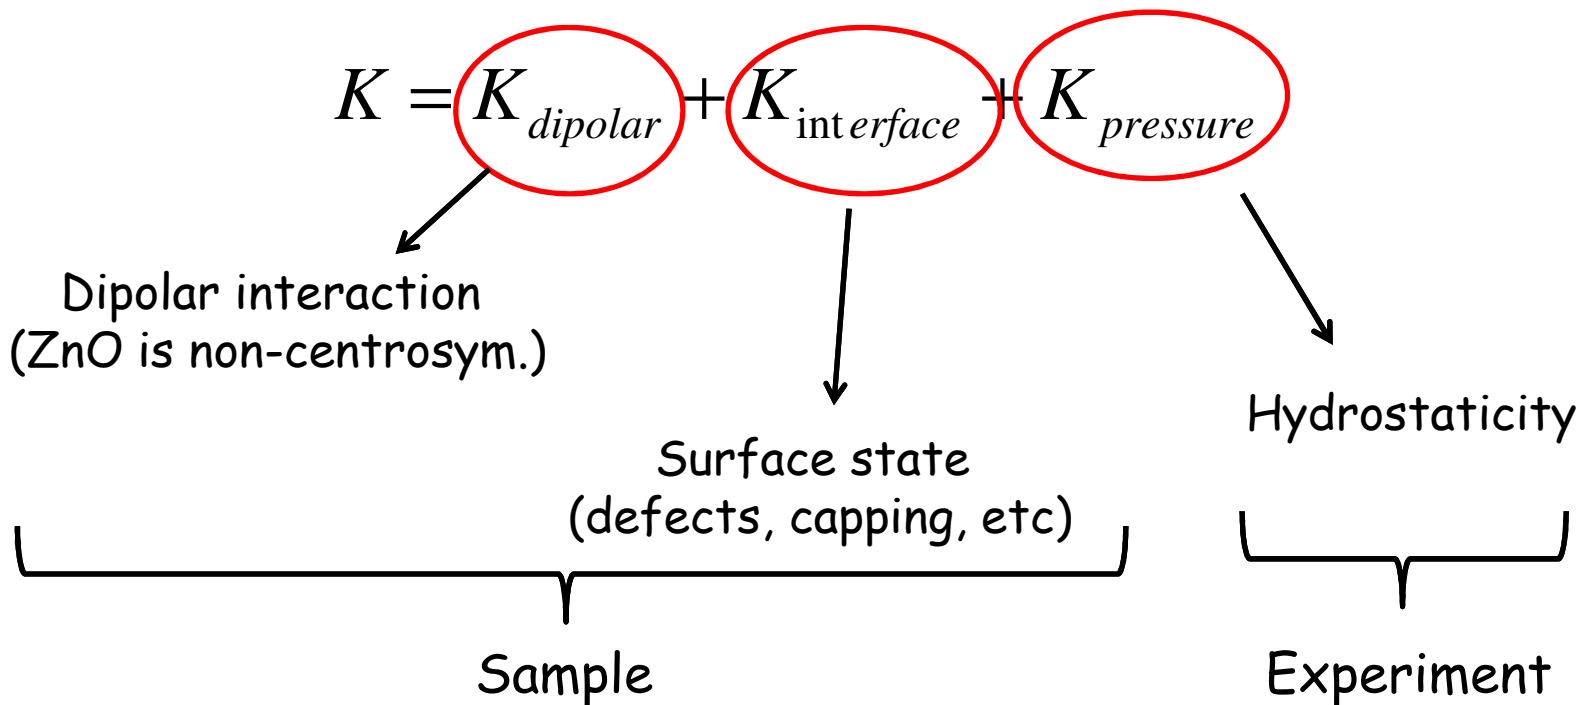 K = K_dipolar + K_interface + K_pressure
Dipolar interaction
(ZnO is non-centrosym.)
Hydrostaticity
Surface state
(defects, capping, etc)
Sample
Experiment